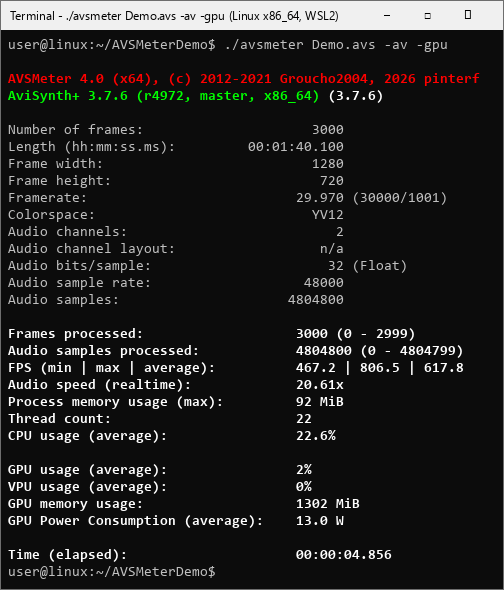 Terminal - ./avsmeter Demo.avs -av -gpu (Linux x86_64, WSL2)
user@linux:~/AVSMeterDemo$ ./avsmeter Demo.avs -av -gpu
AVSMeter 4.0 (x64), (c) 2012-2021 Groucho2004, 2026 pinterf
AviSynth+ 3.7.6 (r4972, master, x86_64) (3.7.6)
Number of frames: 3000
Length (hh:mm:ss.ms): 00:01:40.100
Frame width: 1280
Frame height: 720
Framerate: 29.970 (30000/1001)
Colorspace: YV12
Audio channels: 2
Audio channel layout: n/a
Audio bits/sample: 32 (Float)
Audio sample rate: 48000
Audio samples: 4804800
Frames processed: 3000 (0 - 2999)
Audio samples processed: 4804800 (0 - 4804799)
FPS (min | max | average): 467.2 | 806.5 | 617.8
Audio speed (realtime): 20.61x
Process memory usage (max): 92 MiB
Thread count: 22
CPU usage (average): 22.6%
GPU usage (average): 2%
VPU usage (average): 0%
GPU memory usage: 1302 MiB
GPU Power Consumption (average): 13.0 W
Time (elapsed): 00:00:04.856
user@linux:~/AVSMeterDemo$